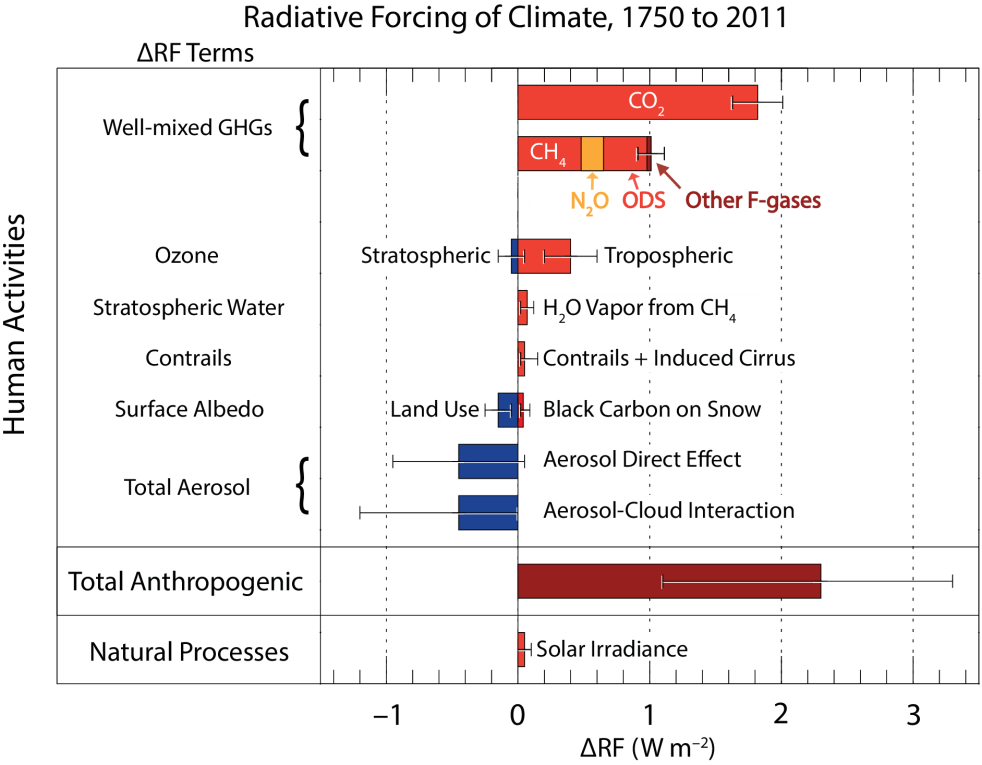 Radiative Forcing of Climate, 1750 to 2011
ΔRF Terms
Human Activities
Well-mixed GHGs {
CO₂
CH₄
N₂O ODS Other F-gases
Ozone
Stratospheric
Tropospheric
Stratospheric Water
H₂O Vapor from CH₄
Contrails
Contrails + Induced Cirrus
Surface Albedo
Land Use
Black Carbon on Snow
Total Aerosol {
Aerosol Direct Effect
Aerosol-Cloud Interaction
Total Anthropogenic
Natural Processes
Solar Irradiance
−1 0 1 2 3
ΔRF (W m⁻²)